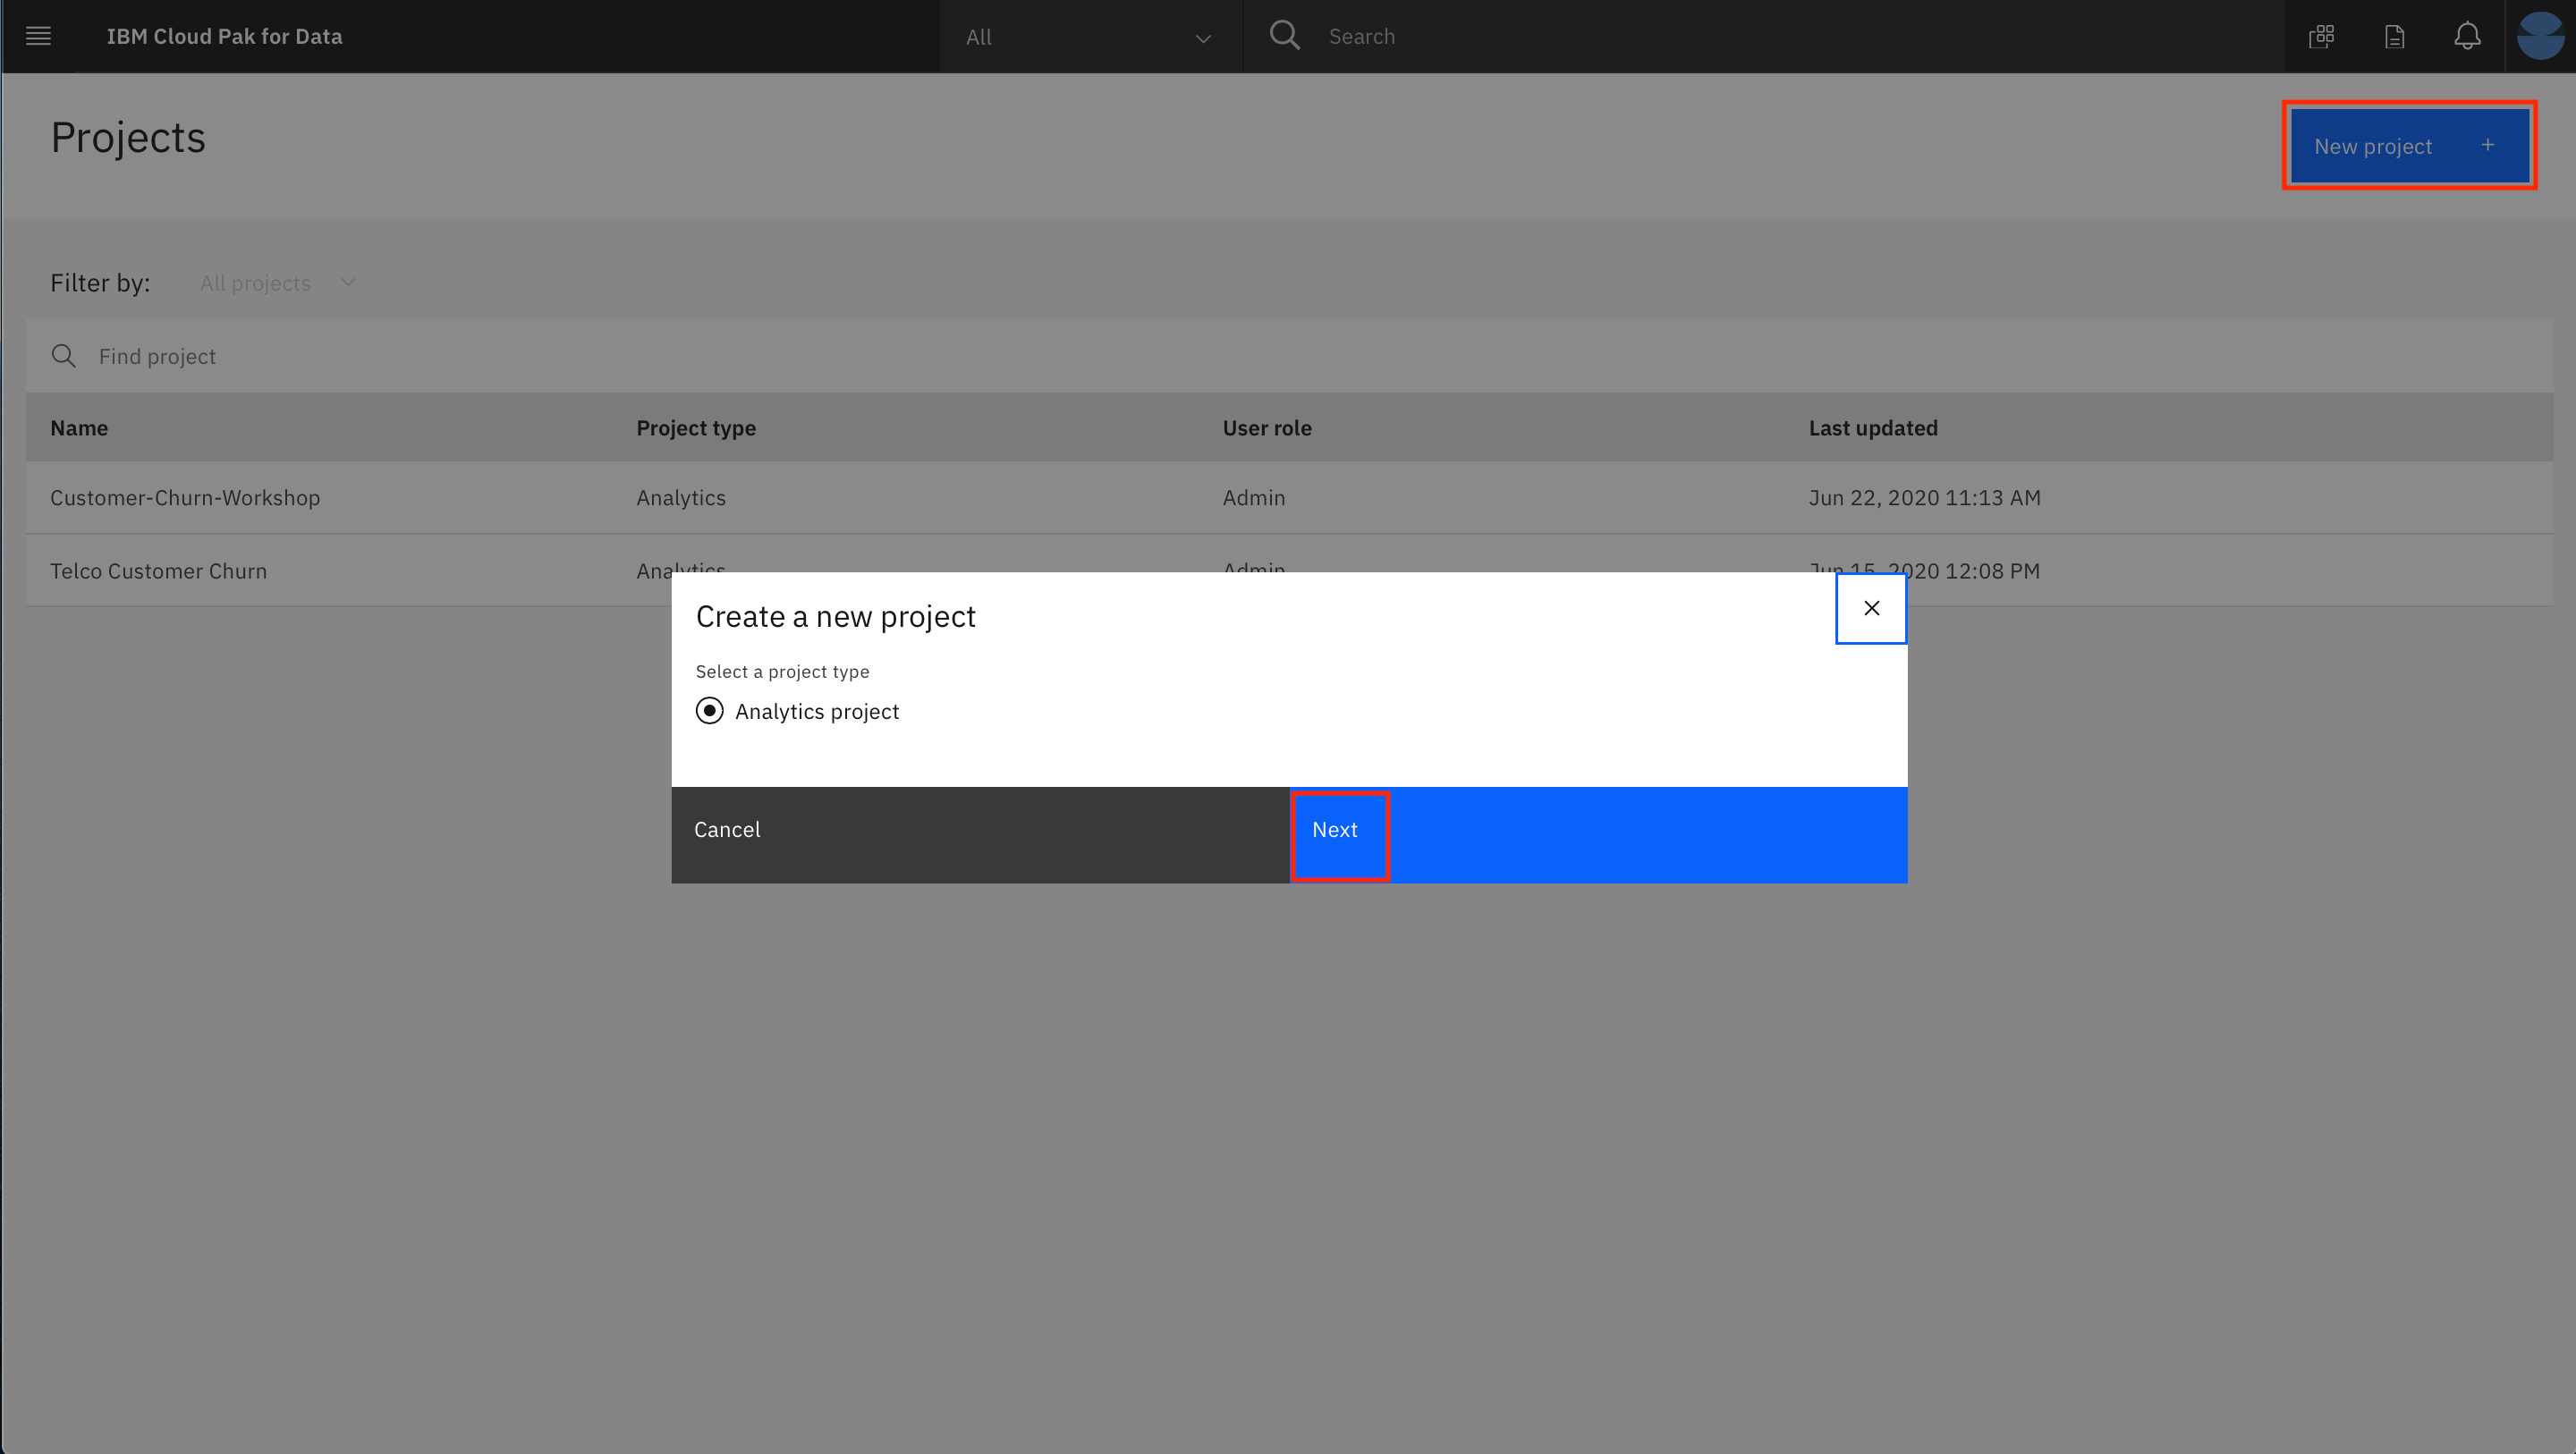 IBM Cloud Pak for Data
All
Search
Projects
New project +
Filter by: All projects
Find project
Name Project type User role Last updated
Customer-Churn-Workshop Analytics Admin Jun 22, 2020 11:13 AM
Telco Customer Churn Analytics Admin Jun 15, 2020 12:08 PM
Create a new project
Select a project type
Analytics project
Cancel
Next